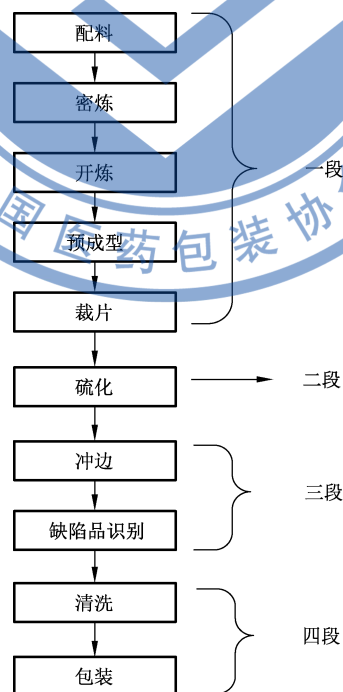 配料
密炼
开炼
一段
预成型
裁片
硫化
二段
冲边
三段
缺陷品识别
清洗
四段
包装
国医药包装协